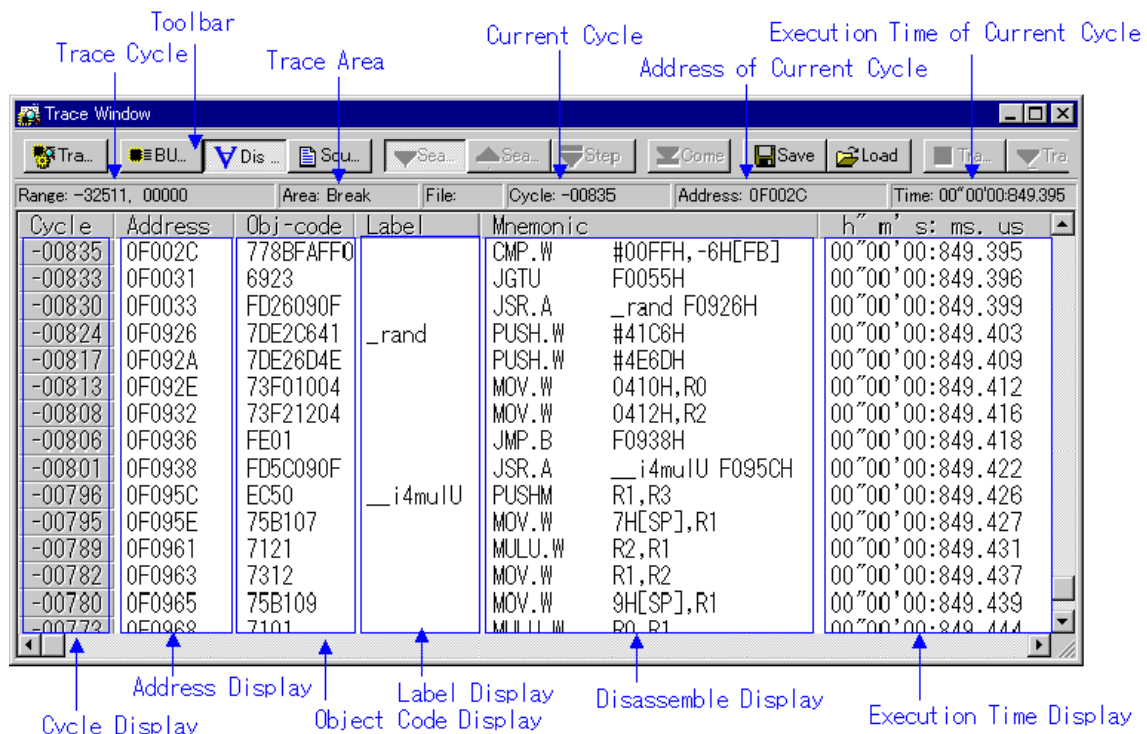 Toolbar
Current Cycle
Execution Time of Current Cycle
Trace Cycle
Trace Area
Address of Current Cycle
Trace Window
Tra... BU... Dis ... Sou... Sea... Sea... Step Come Save Load Tra... Tra.
Range: -32511, 00000 Area: Break File: Cycle: -00835 Address: 0F002C Time: 00"00'00:849.395
Cycle Address Obj-code Label Mnemonic h" m' s: ms. us
-00835 0F002C 778BFAFF0 CMP.W #00FFH,-6H[FB] 00"00'00:849.395
-00833 0F0031 6923 JGTU F0055H 00"00'00:849.396
-00830 0F0033 FD26090F JSR.A _rand F0926H 00"00'00:849.399
-00824 0F0926 7DE2C641 _rand PUSH.W #41C6H 00"00'00:849.403
-00817 0F092A 7DE26D4E PUSH.W #4E6DH 00"00'00:849.409
-00813 0F092E 73F01004 MOV.W 0410H,R0 00"00'00:849.412
-00808 0F0932 73F21204 MOV.W 0412H,R2 00"00'00:849.416
-00806 0F0936 FE01 JMP.B F0938H 00"00'00:849.418
-00801 0F0938 FD5C090F JSR.A __i4mulU F095CH 00"00'00:849.422
-00796 0F095C EC50 __i4mulU PUSHM R1,R3 00"00'00:849.426
-00795 0F095E 75B107 MOV.W 7H[SP],R1 00"00'00:849.427
-00789 0F0961 7121 MULU.W R2,R1 00"00'00:849.431
-00782 0F0963 7312 MOV.W R1,R2 00"00'00:849.437
-00780 0F0965 75B109 MOV.W 9H[SP],R1 00"00'00:849.439
-00773 0F0968 7101 MULU.W R0,R1 00"00'00:849.444
Address Display
Label Display
Disassemble Display
Cycle Display
Object Code Display
Execution Time Display